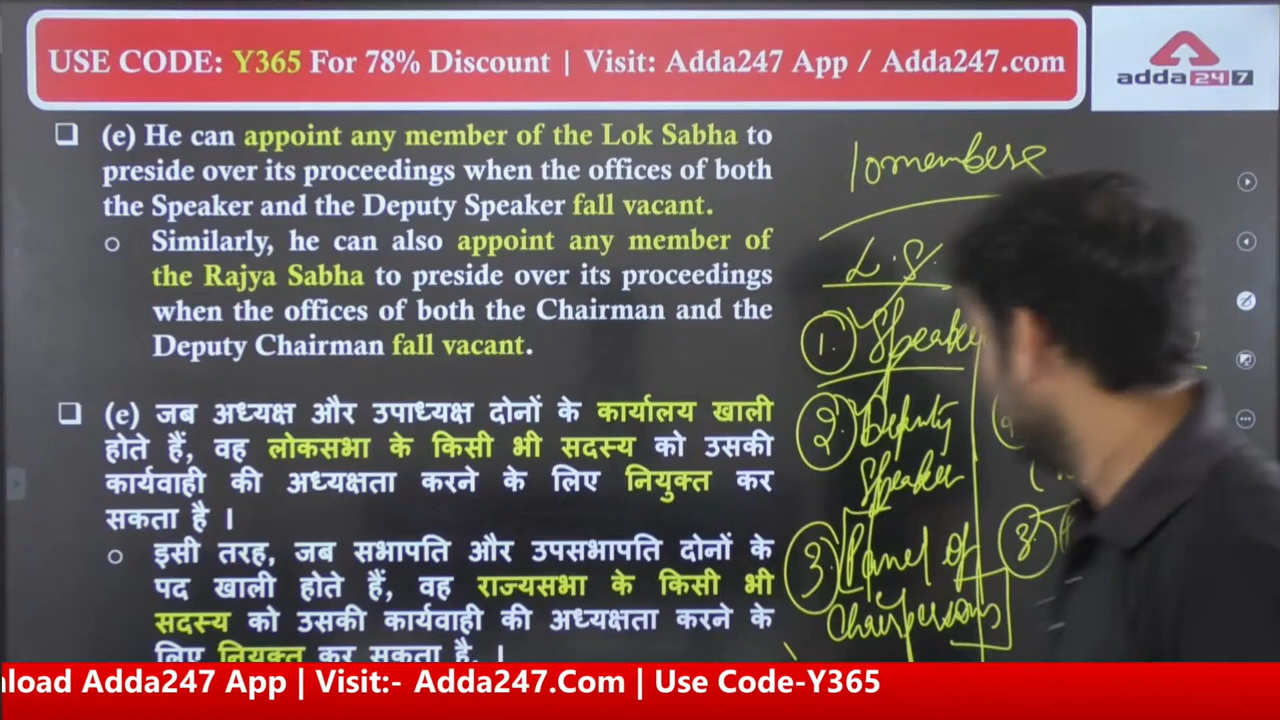 USE CODE: Y365 For 78% Discount | Visit: Adda247 App / Adda247.com
adda247
(e) He can appoint any member of the Lok Sabha to
preside over its proceedings when the offices of both
the Speaker and the Deputy Speaker fall vacant.
Similarly, he can also appoint any member of
the Rajya Sabha to preside over its proceedings
when the offices of both the Chairman and the
Deputy Chairman fall vacant.
(e) जब अध्यक्ष और उपाध्यक्ष दोनों के कार्यालय खाली
होते हैं, वह लोकसभा के किसी भी सदस्य को उसकी
कार्यवाही की अध्यक्षता करने के लिए नियुक्त कर
सकता है ।
इसी तरह, जब सभापति और उपसभापति दोनों के
पद खाली होते हैं, वह राज्यसभा के किसी भी
सदस्य को उसकी कार्यवाही की अध्यक्षता करने के
लिए नियुक्त कर सकता है. ।
10 members
L.S.
1. Speaker
2. Deputy
Speaker
3. Panel of
Chairpersons
3.
nload Adda247 App | Visit:- Adda247.Com | Use Code-Y365